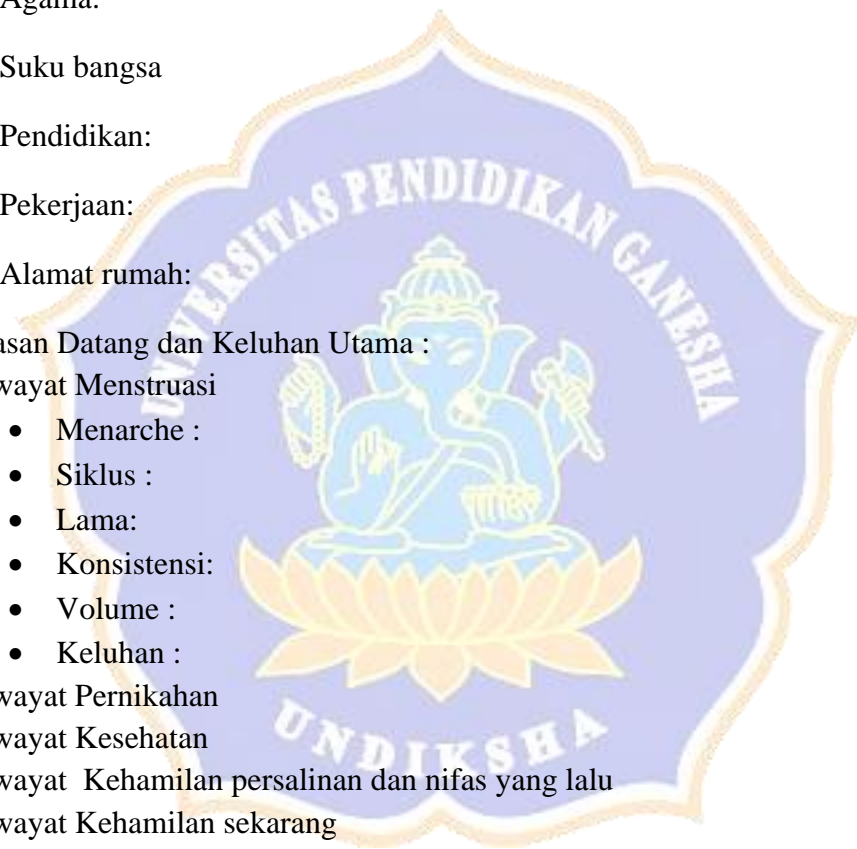 Agama:
Suku bangsa
Pendidikan:
Pekerjaan:
Alamat rumah:
asan Datang dan Keluhan Utama :
wayat Menstruasi
• Menarche :
• Siklus :
• Lama:
• Konsistensi:
• Volume :
• Keluhan :
wayat Pernikahan
wayat Kesehatan
wayat Kehamilan persalinan dan nifas yang lalu
wayat Kehamilan sekarang
UNIVERSITAS PENDIDIKAN GANESHA
UNDIKSHA